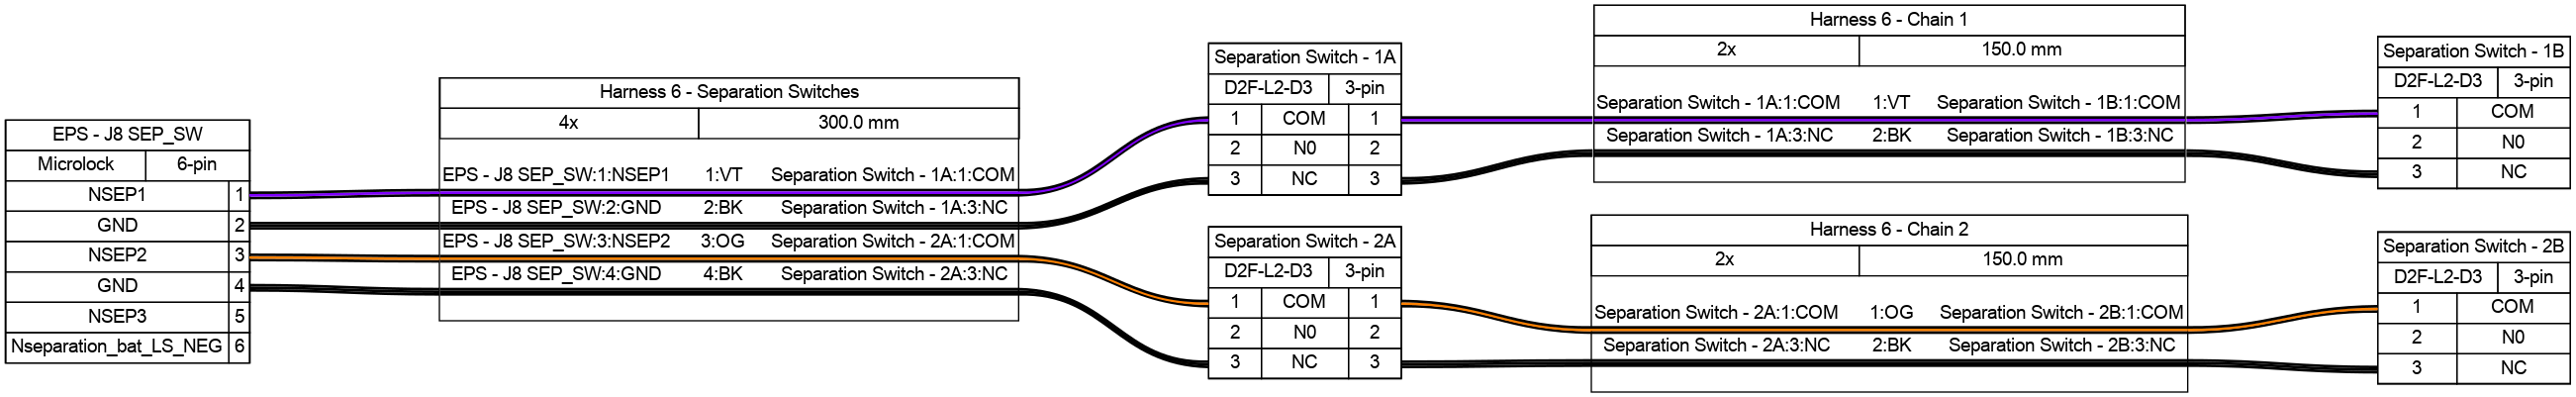 EPS - J8 SEP_SW
Microlock 6-pin
NSEP1 1
GND 2
NSEP2 3
GND 4
NSEP3 5
Nseparation_bat_LS_NEG 6
Harness 6 - Separation Switches
4x 300.0 mm
EPS - J8 SEP_SW:1:NSEP1 1:VT Separation Switch - 1A:1:COM
EPS - J8 SEP_SW:2:GND 2:BK Separation Switch - 1A:3:NC
EPS - J8 SEP_SW:3:NSEP2 3:OG Separation Switch - 2A:1:COM
EPS - J8 SEP_SW:4:GND 4:BK Separation Switch - 2A:3:NC
Separation Switch - 1A
D2F-L2-D3 3-pin
1 COM 1
2 N0 2
3 NC 3
Separation Switch - 2A
D2F-L2-D3 3-pin
1 COM 1
2 N0 2
3 NC 3
Harness 6 - Chain 1
2x 150.0 mm
Separation Switch - 1A:1:COM 1:VT Separation Switch - 1B:1:COM
Separation Switch - 1A:3:NC 2:BK Separation Switch - 1B:3:NC
Harness 6 - Chain 2
2x 150.0 mm
Separation Switch - 2A:1:COM 1:OG Separation Switch - 2B:1:COM
Separation Switch - 2A:3:NC 2:BK Separation Switch - 2B:3:NC
Separation Switch - 1B
D2F-L2-D3 3-pin
1 COM
2 N0
3 NC
Separation Switch - 2B
D2F-L2-D3 3-pin
1 COM
2 N0
3 NC